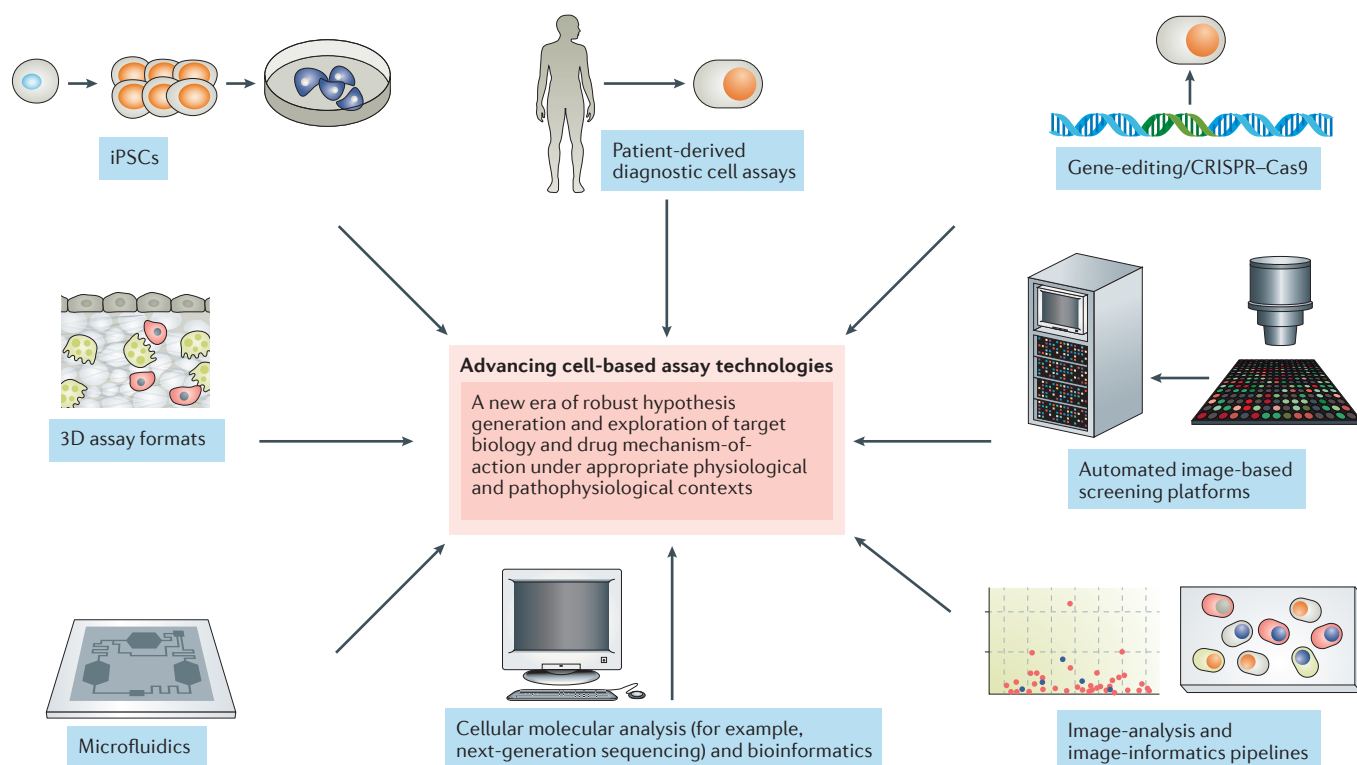 iPSCs
Patient-derived
diagnostic cell assays
Gene-editing/CRISPR–Cas9
3D assay formats
Advancing cell-based assay technologies
A new era of robust hypothesis
generation and exploration of target
biology and drug mechanism-of-
action under appropriate physiological
and pathophysiological contexts
Automated image-based
screening platforms
Microfluidics
Cellular molecular analysis (for example,
next-generation sequencing) and bioinformatics
Image-analysis and
image-informatics pipelines